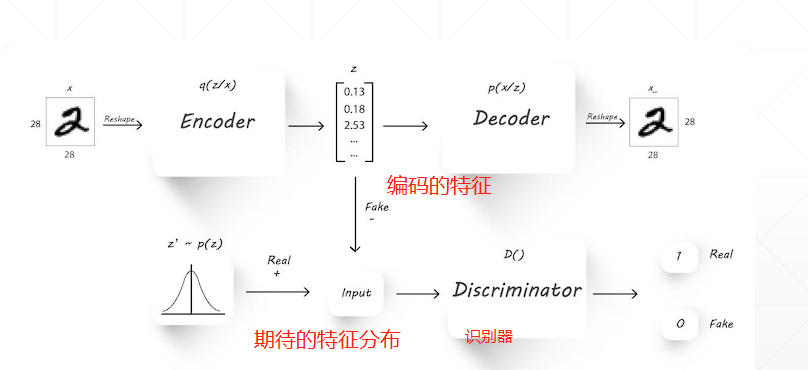 x
q(z/x)
z
p(x/z)
x_
28
Reshape
Encoder
0.13
0.18
2.53
...
...
Decoder
Reshape
28
28
28
编码的特征
Fake
-
z' ~ p(z)
Real
+
Input
D()
Discriminator
1
Real
0
Fake
期待的特征分布
识别器